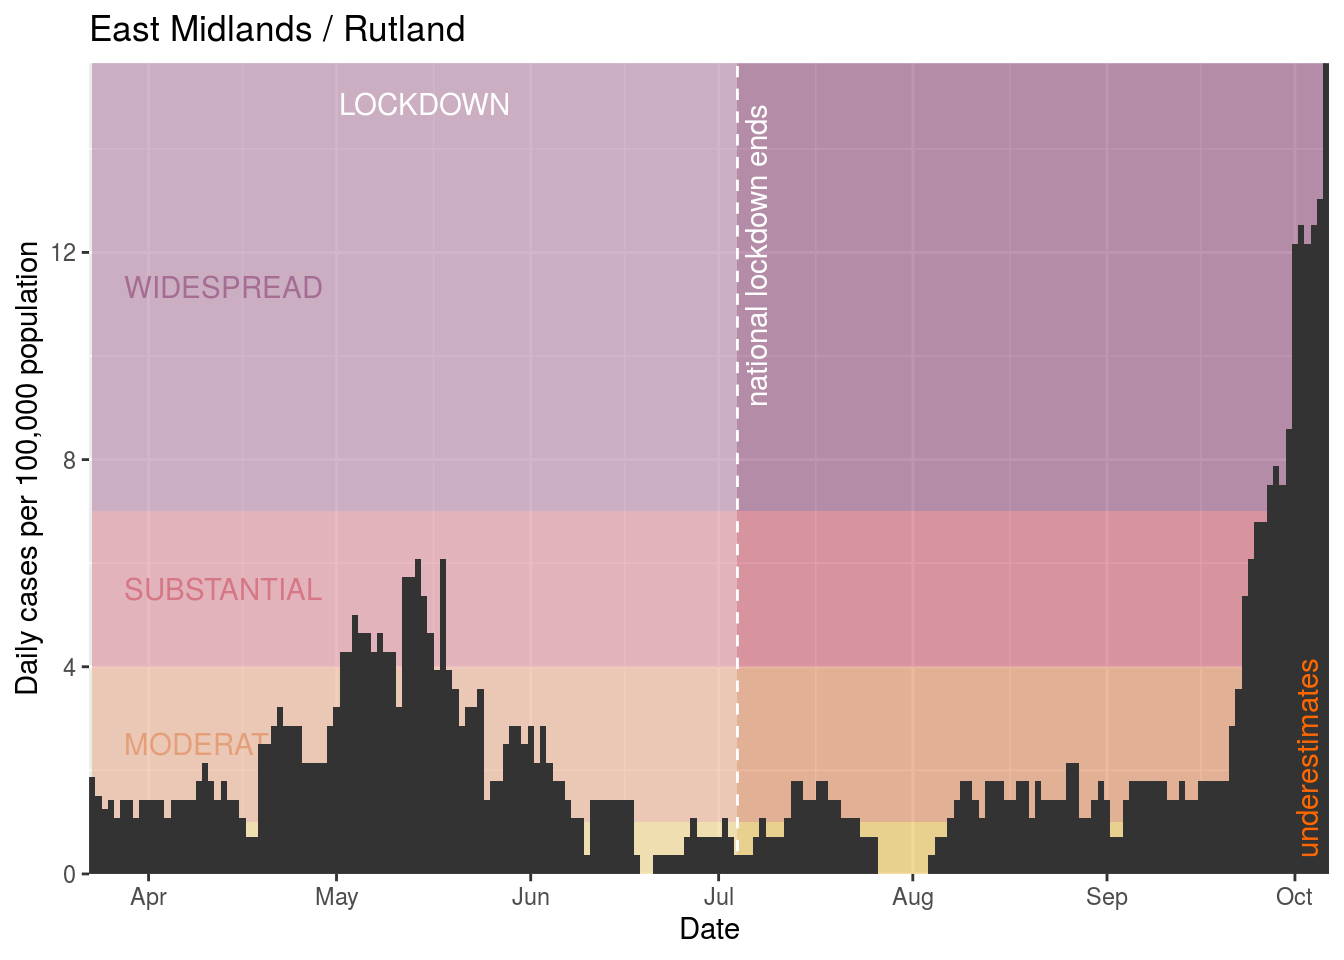 East Midlands / Rutland
LOCKDOWN
national lockdown ends
WIDESPREAD
SUBSTANTIAL
MODERAT
underestimates
Daily cases per 100,000 population
12
8
4
0
Apr May Jun Jul Aug Sep Oct
Date